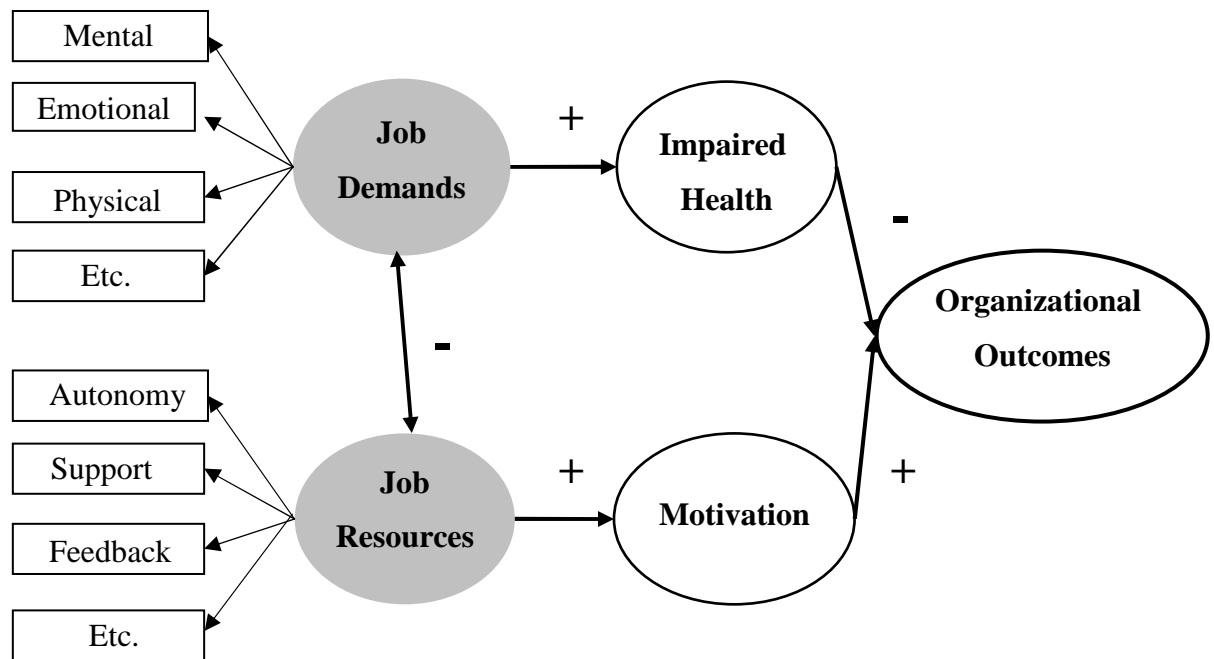 Mental
Emotional
Physical
Etc.
Job
Demands
+
Impaired
Health
-
Organizational
Outcomes
-
Autonomy
Support
Feedback
Etc.
Job
Resources
+
Motivation
+